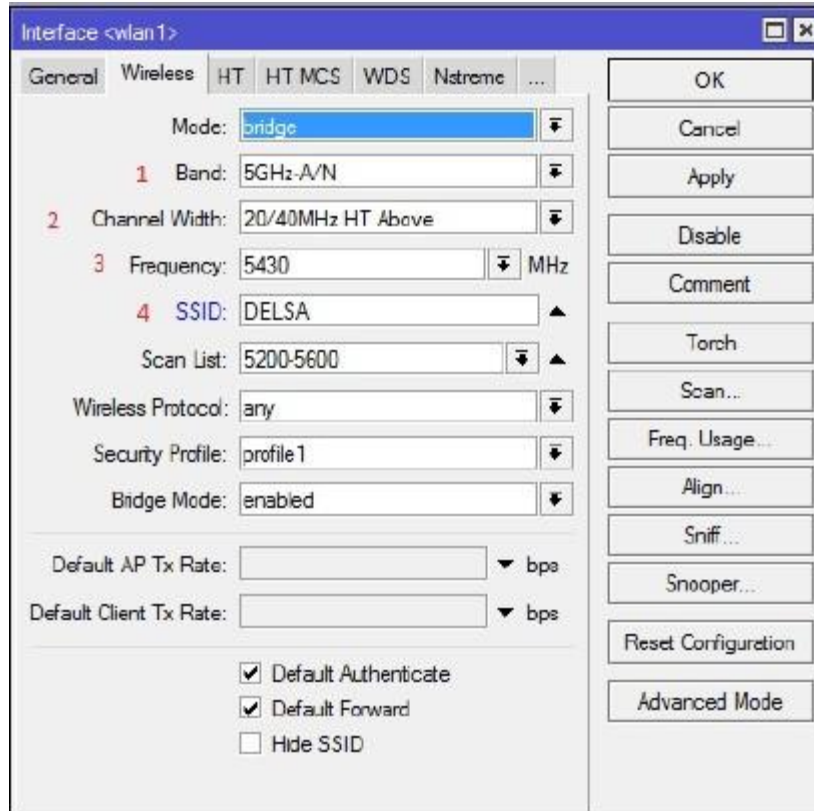 Interface <wlan1>
General Wireless HT HT MCS WDS Nstreme ...
Mode: bridge
1 Band: 5GHz-A/N
2 Channel Width: 20/40MHz HT Above
3 Frequency: 5430 MHz
4 SSID: DELSA
Scan List: 5200-5600
Wireless Protocol: any
Security Profile: profile1
Bridge Mode: enabled
Default AP Tx Rate: bps
Default Client Tx Rate: bps
Default Authenticate
Default Forward
Hide SSID
OK
Cancel
Apply
Disable
Comment
Torch
Scan...
Freq. Usage...
Align...
Sniff...
Snooper...
Reset Configuration
Advanced Mode